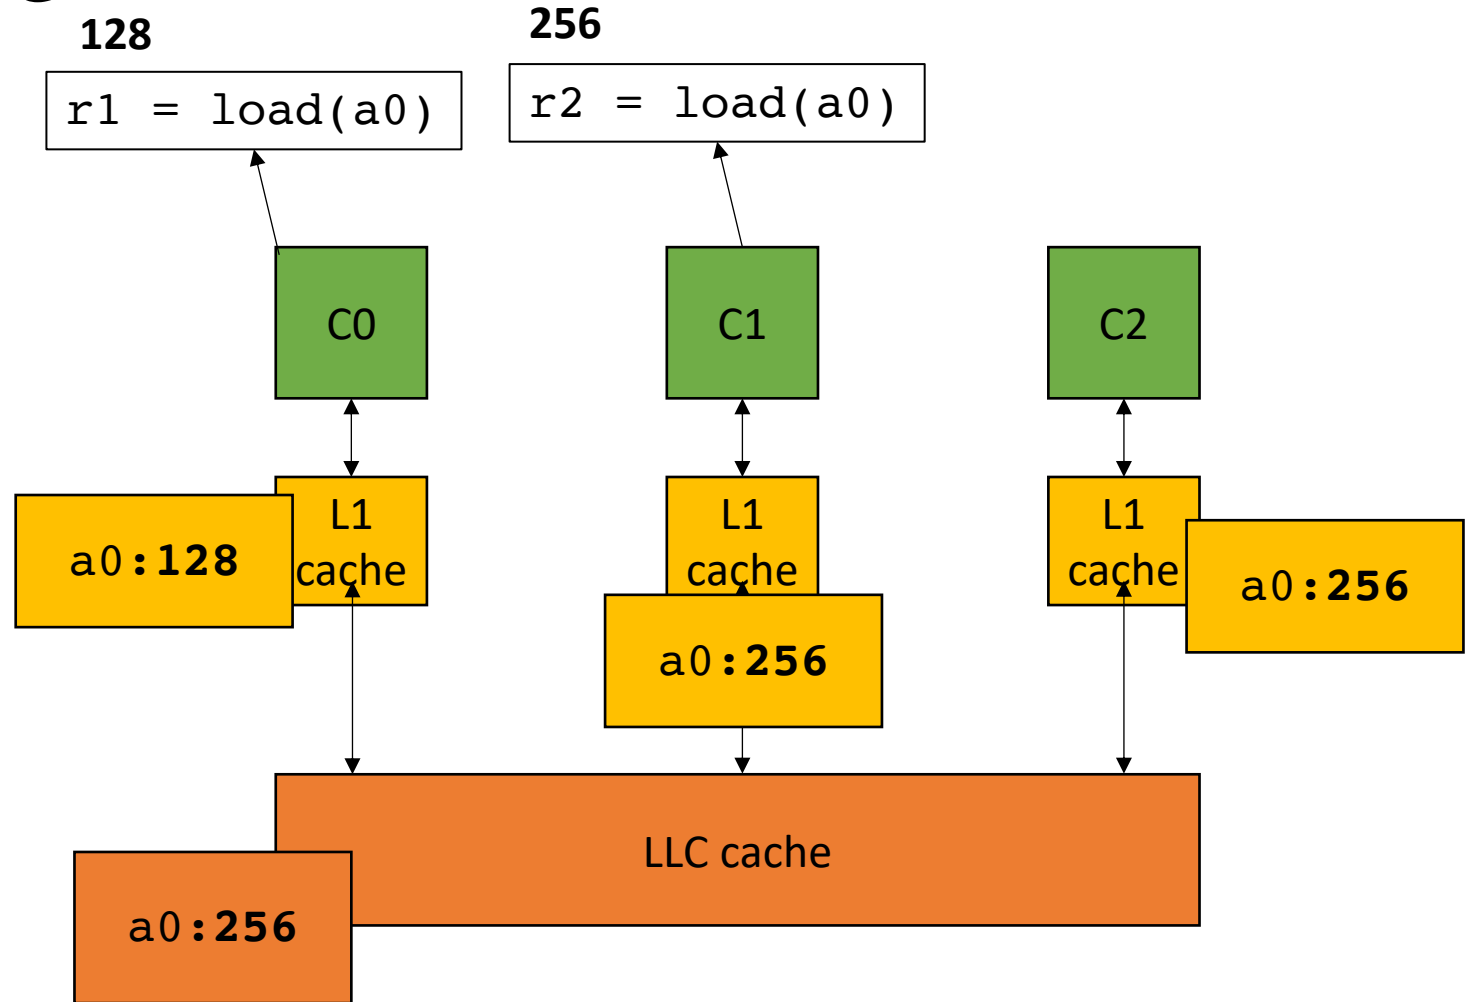 128
256
r1 = load(a0)
r2 = load(a0)
C0
C1
C2
L1
cache
L1
cache
L1
cache
a0:128
a0:256
a0:256
LLC cache
a0:256